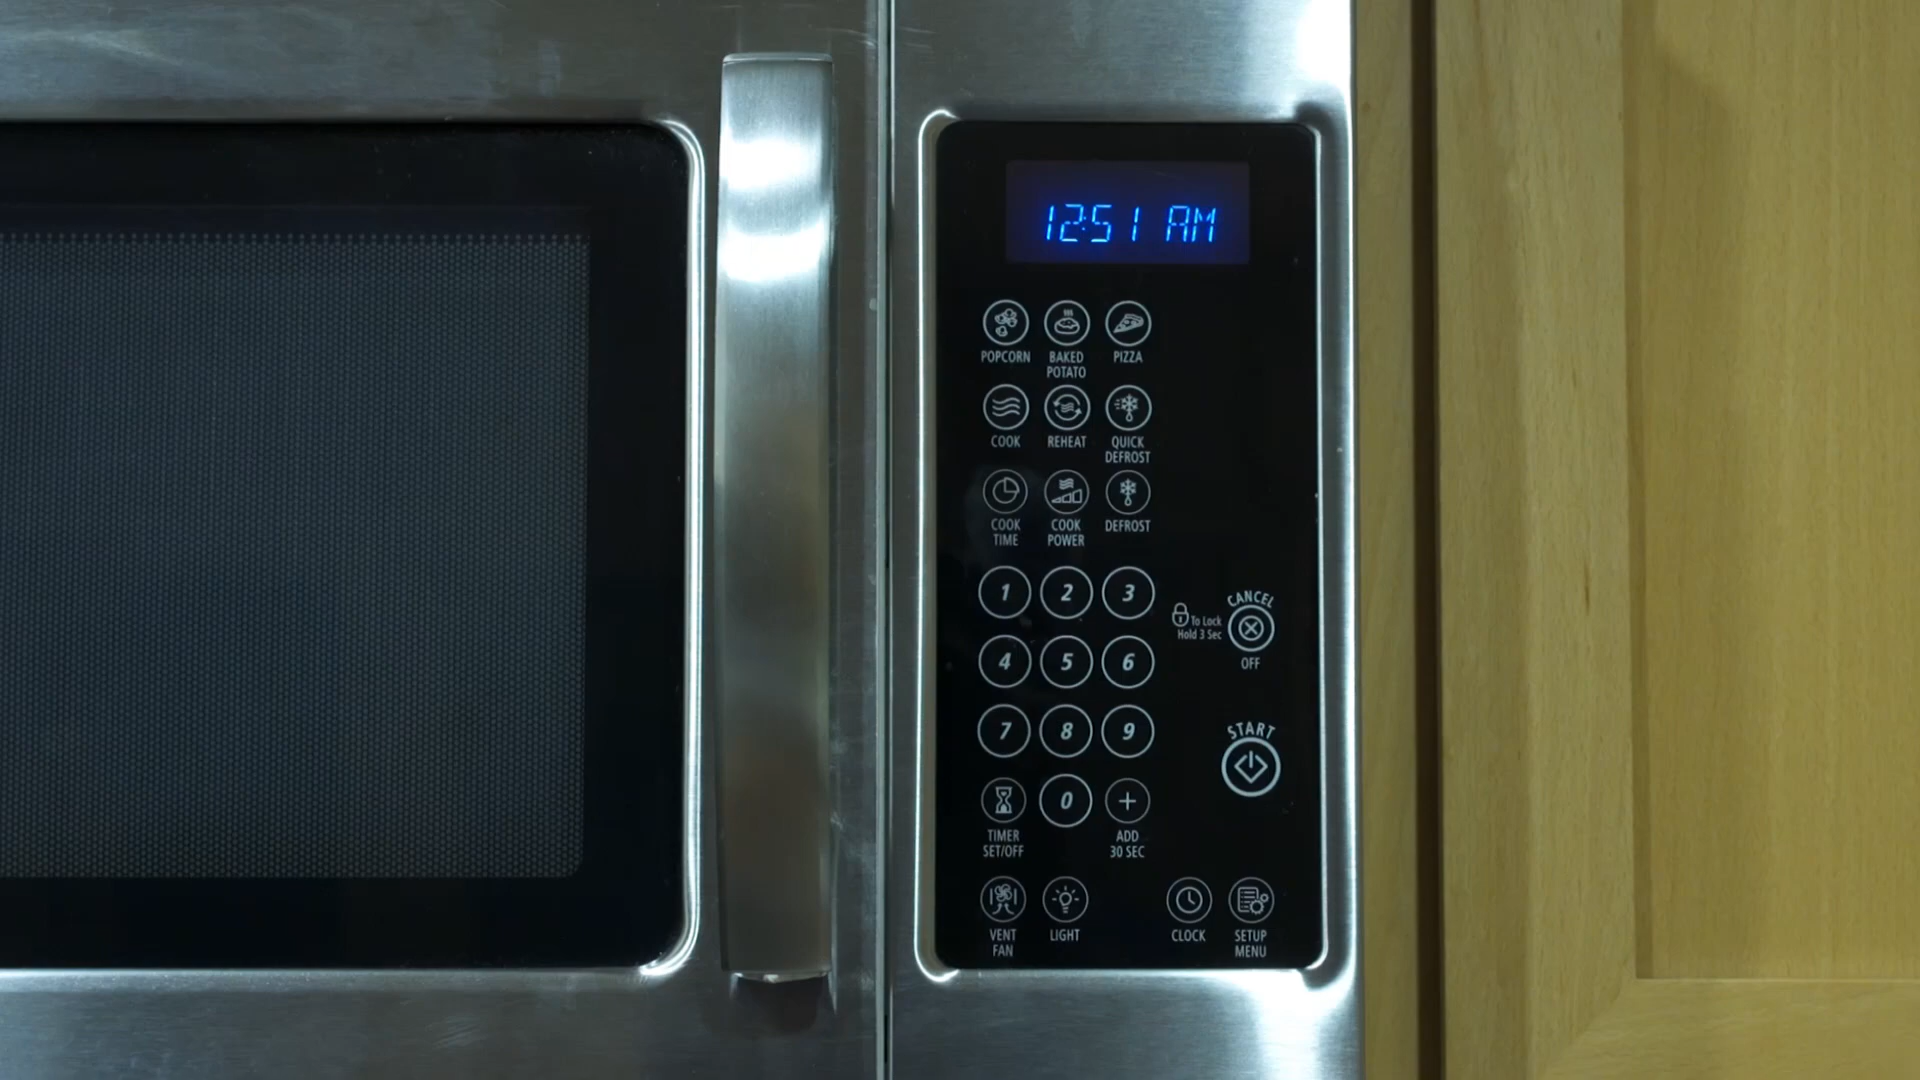 12:51 AM
POPCORN BAKED POTATO PIZZA
COOK REHEAT QUICK DEFROST
COOK TIME COOK POWER DEFROST
1 2 3
To Lock
Hold 3 Sec
CANCEL
OFF
4 5 6
7 8 9
START
0
TIMER SET/OFF ADD 30 SEC
VENT FAN LIGHT CLOCK SETUP MENU